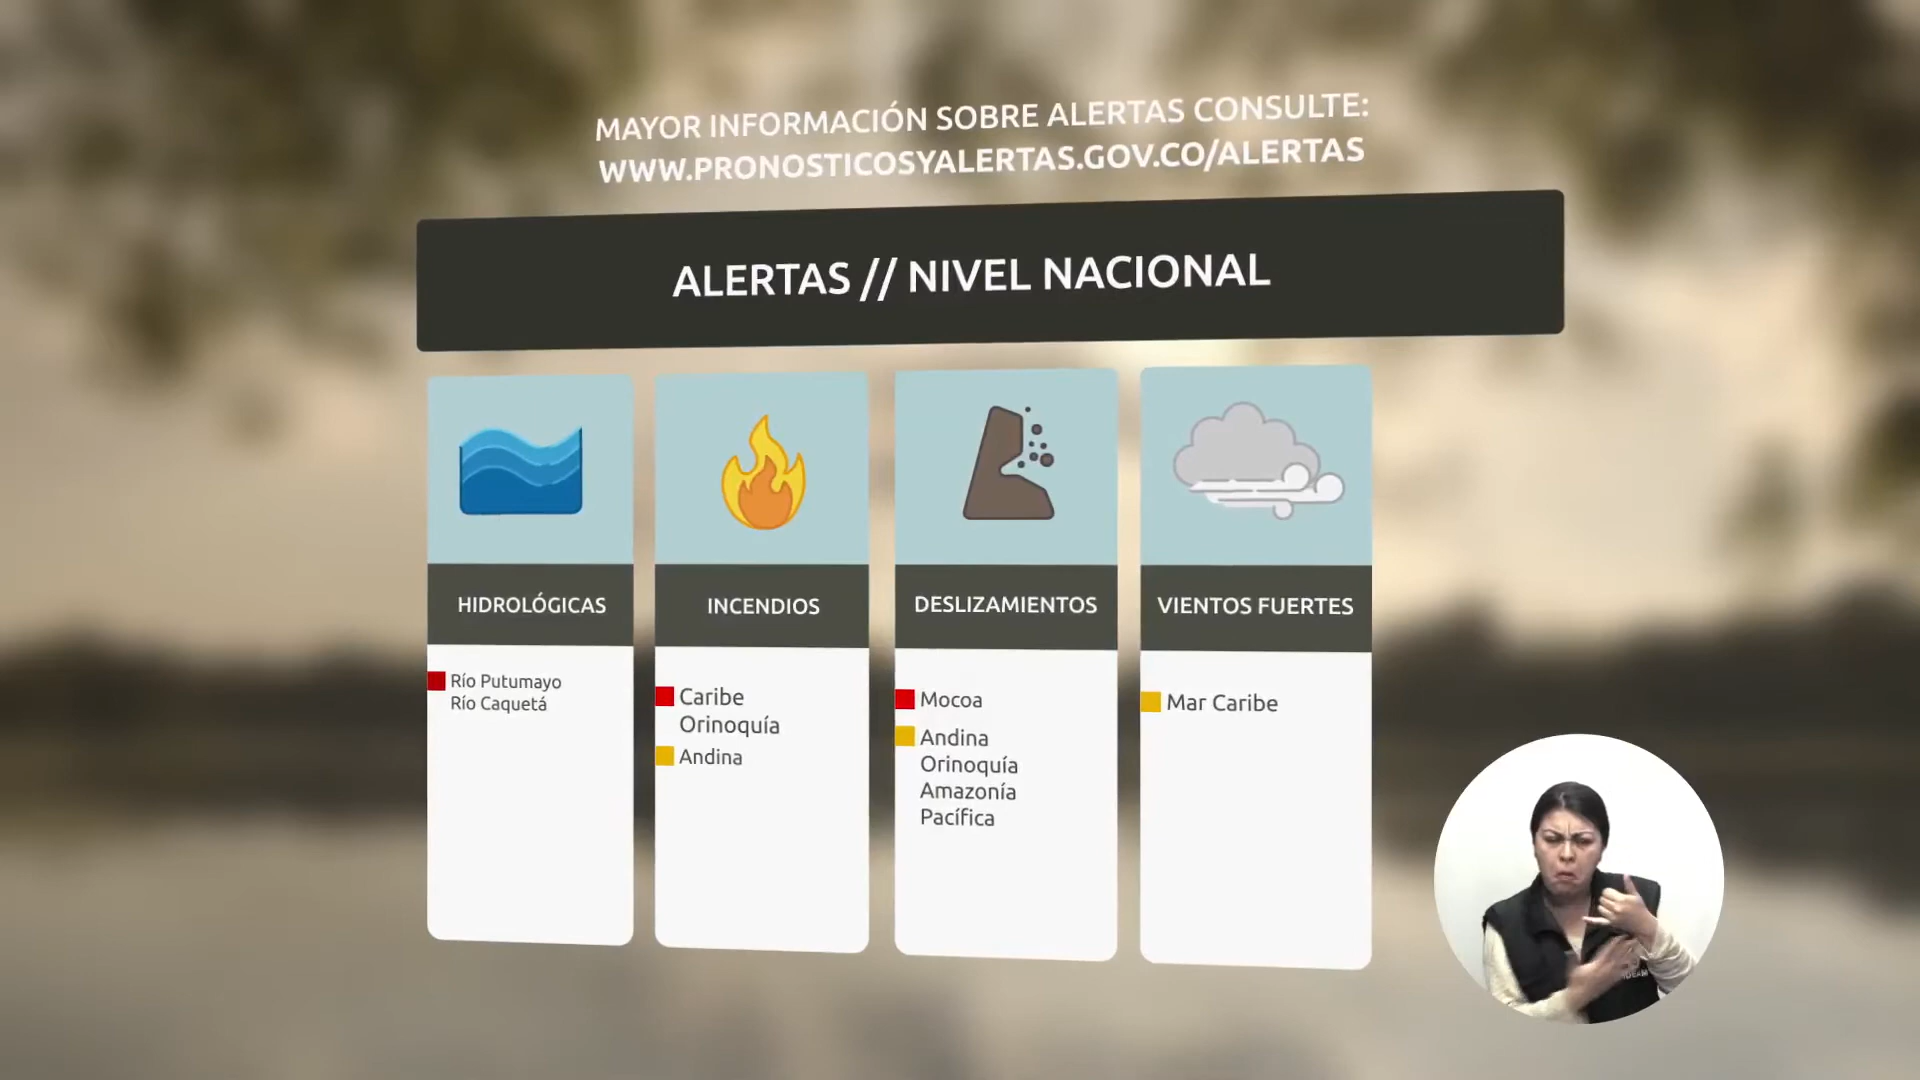 MAYOR INFORMACIÓN SOBRE ALERTAS CONSULTE:
WWW.PRONOSTICOSYALERTAS.GOV.CO/ALERTAS
ALERTAS // NIVEL NACIONAL
HIDROLÓGICAS
Río Putumayo
Río Caquetá
INCENDIOS
Caribe
Orinoquía
Andina
DESLIZAMIENTOS
Mocoa
Andina
Orinoquía
Amazonía
Pacífica
VIENTOS FUERTES
Mar Caribe
IDEAM